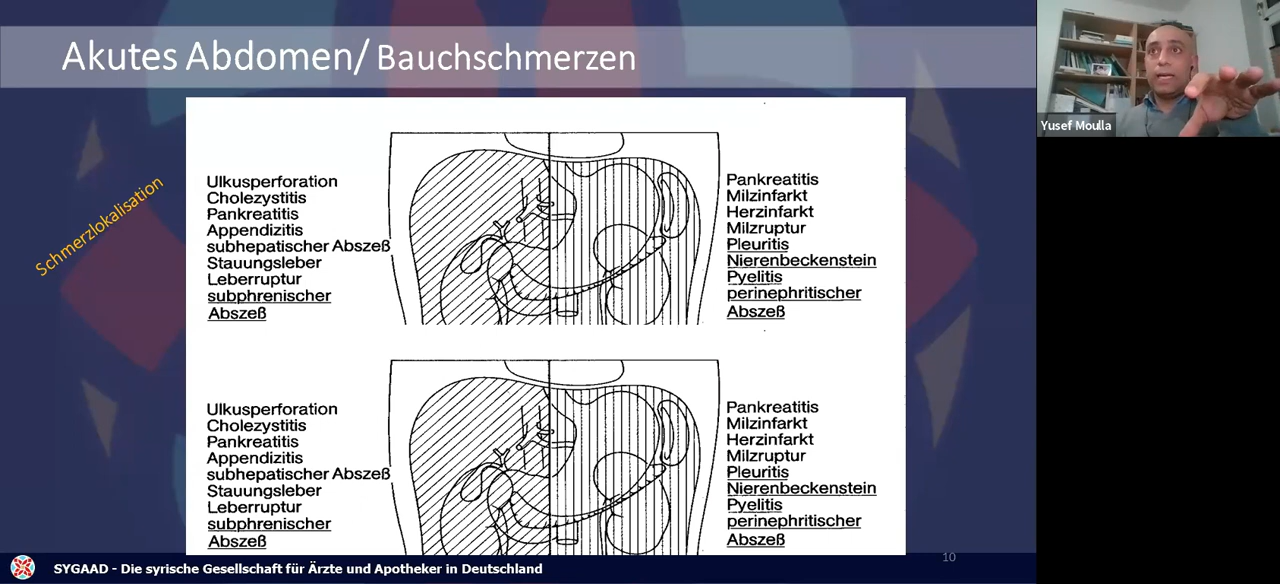 Akutes Abdomen/ Bauchschmerzen
Yusef Moulla
Schmerzlokalisation
Ulkusperforation
Cholezystitis
Pankreatitis
Appendizitis
subhepatischer Abszeß
Stauungsleber
Leberruptur
subphrenischer
Abszeß
Pankreatitis
Milzinfarkt
Herzinfarkt
Milzruptur
Pleuritis
Nierenbeckenstein
Pyelitis
perinephritischer
Abszeß
Ulkusperforation
Cholezystitis
Pankreatitis
Appendizitis
subhepatischer Abszeß
Stauungsleber
Leberruptur
subphrenischer
Abszeß
Pankreatitis
Milzinfarkt
Herzinfarkt
Milzruptur
Pleuritis
Nierenbeckenstein
Pyelitis
perinephritischer
Abszeß
10
SYGAAD - Die syrische Gesellschaft für Ärzte und Apotheker in Deutschland